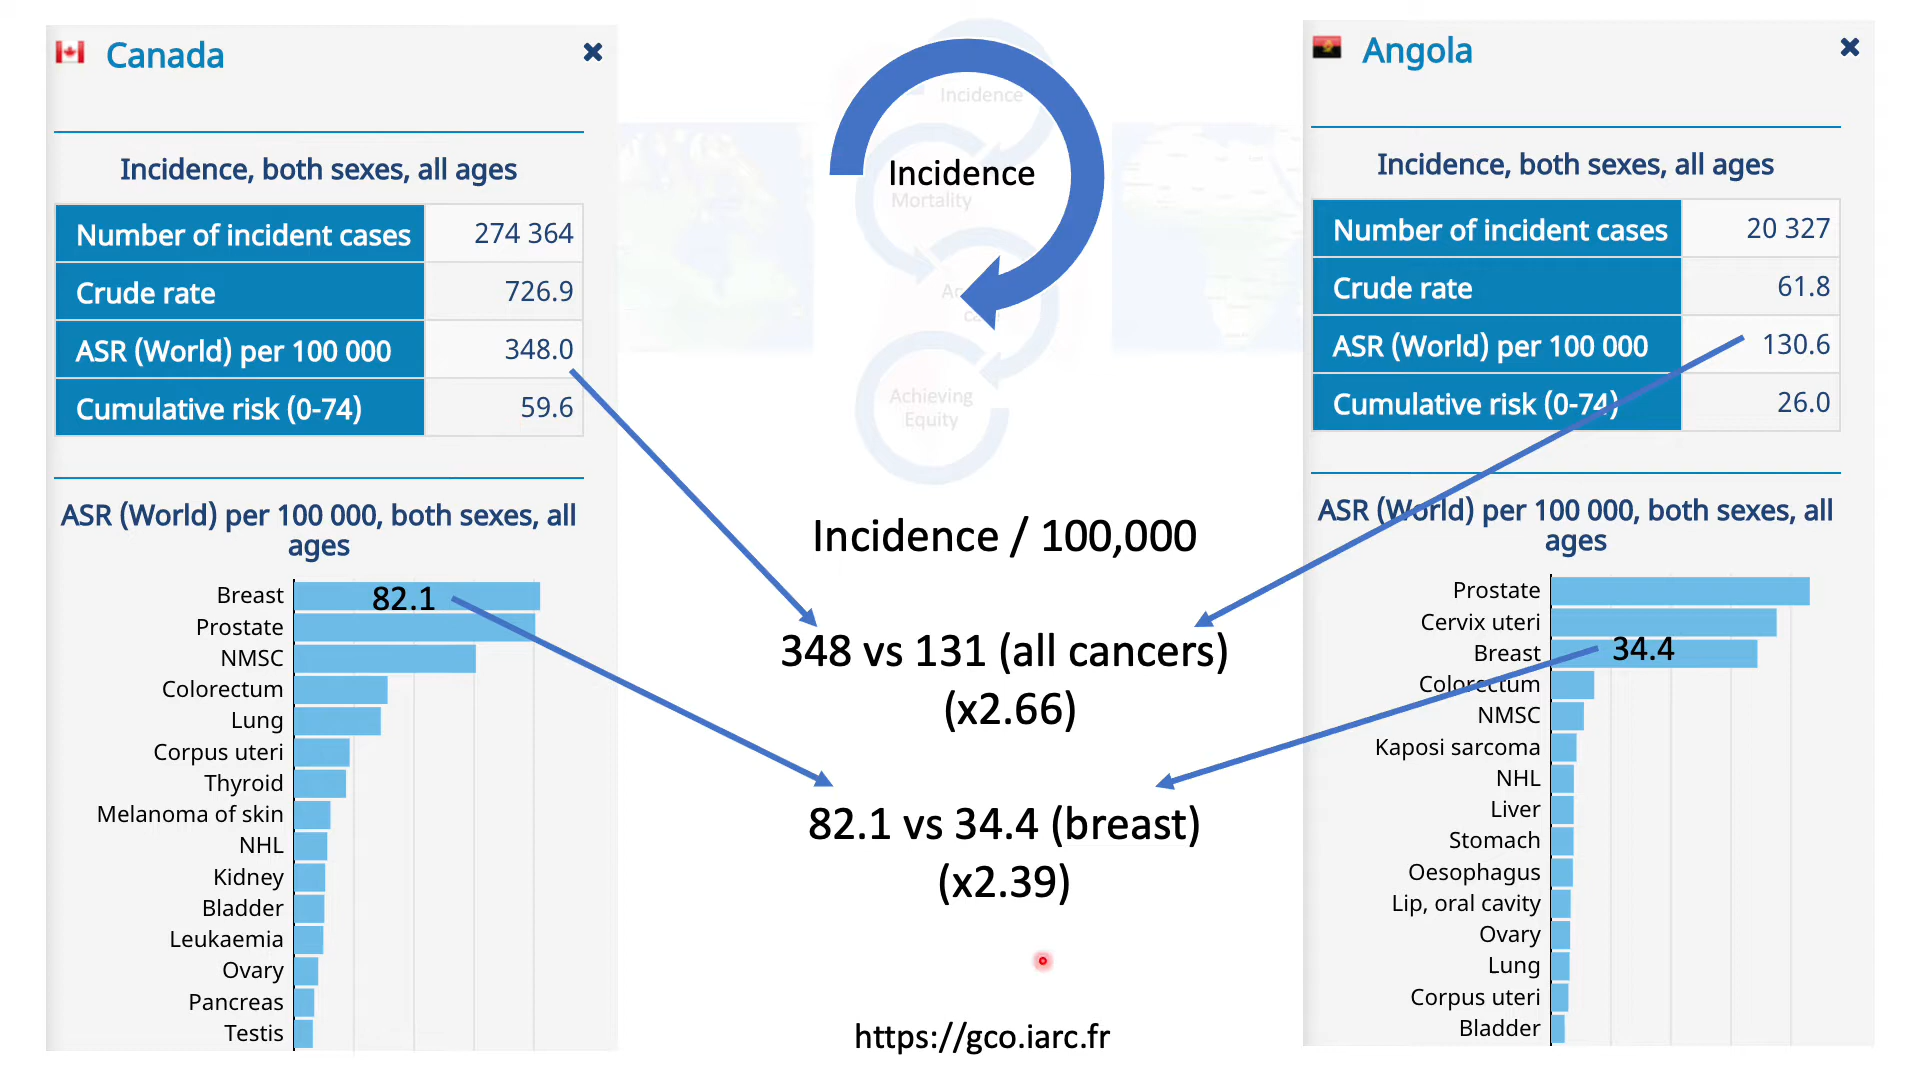 Canada
Incidence, both sexes, all ages
Number of incident cases 274 364
Crude rate 726.9
ASR (World) per 100 000 348.0
Cumulative risk (0-74) 59.6
ASR (World) per 100 000, both sexes, all
ages
Breast 82.1
Prostate
NMSC
Colorectum
Lung
Corpus uteri
Thyroid
Melanoma of skin
NHL
Kidney
Bladder
Leukaemia
Ovary
Pancreas
Testis
Incidence
Incidence
Mortality
Achieving
Equity
Incidence / 100,000
348 vs 131 (all cancers)
(x2.66)
82.1 vs 34.4 (breast)
(x2.39)
https://gco.iarc.fr
Angola
Incidence, both sexes, all ages
Number of incident cases 20 327
Crude rate 61.8
ASR (World) per 100 000 130.6
Cumulative risk (0-74) 26.0
ASR (World) per 100 000, both sexes, all
ages
Prostate
Cervix uteri
Breast 34.4
Colorectum
NMSC
Kaposi sarcoma
NHL
Liver
Stomach
Oesophagus
Lip, oral cavity
Ovary
Lung
Corpus uteri
Bladder